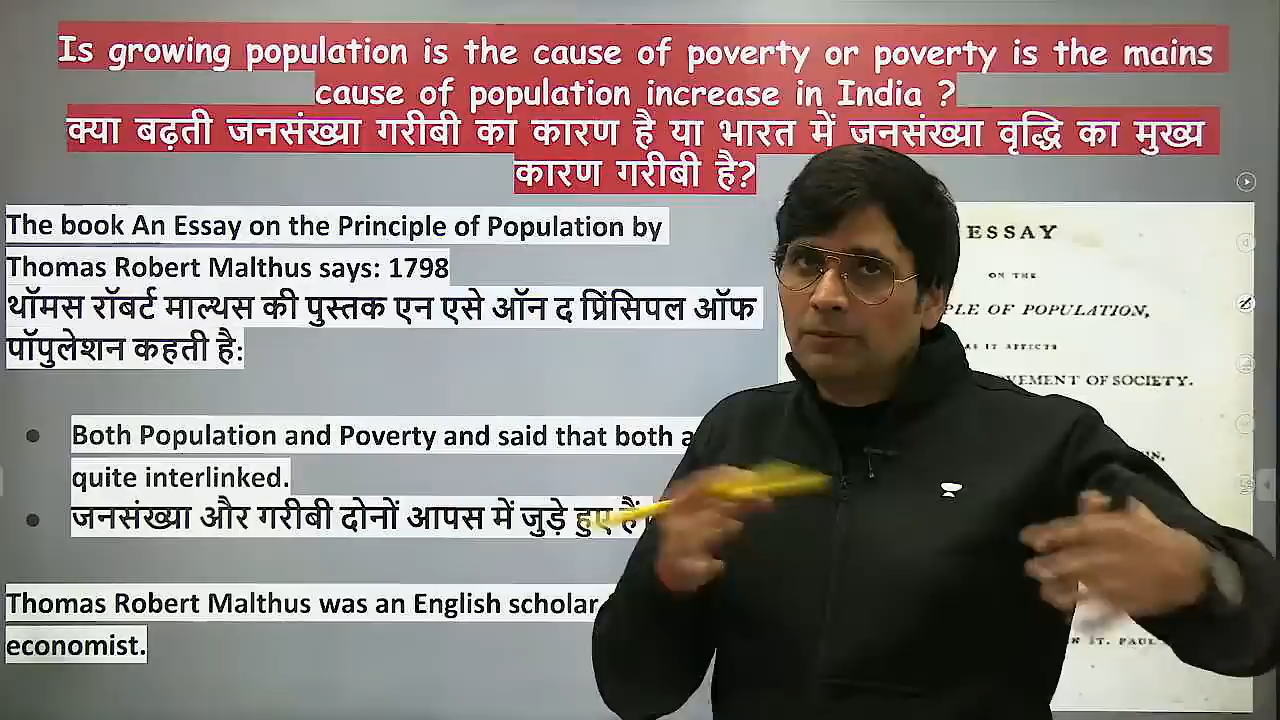 Is growing population is the cause of poverty or poverty is the mains
cause of population increase in India ?
क्या बढ़ती जनसंख्या गरीबी का कारण है या भारत में जनसंख्या वृद्धि का मुख्य
कारण गरीबी है?
The book An Essay on the Principle of Population by
Thomas Robert Malthus says: 1798
थॉमस रॉबर्ट माल्थस की पुस्तक एन एसे ऑन द प्रिंसिपल ऑफ
पॉपुलेशन कहती है:
Both Population and Poverty and said that both
quite interlinked.
जनसंख्या और गरीबी दोनों आपस में जुड़े हुए हैं
Thomas Robert Malthus was an English scholar
economist.
ESSAY
ON THE
OF POPULATION,
AS IT AFFECTS
OF SOCIETY.
ST. PAUL